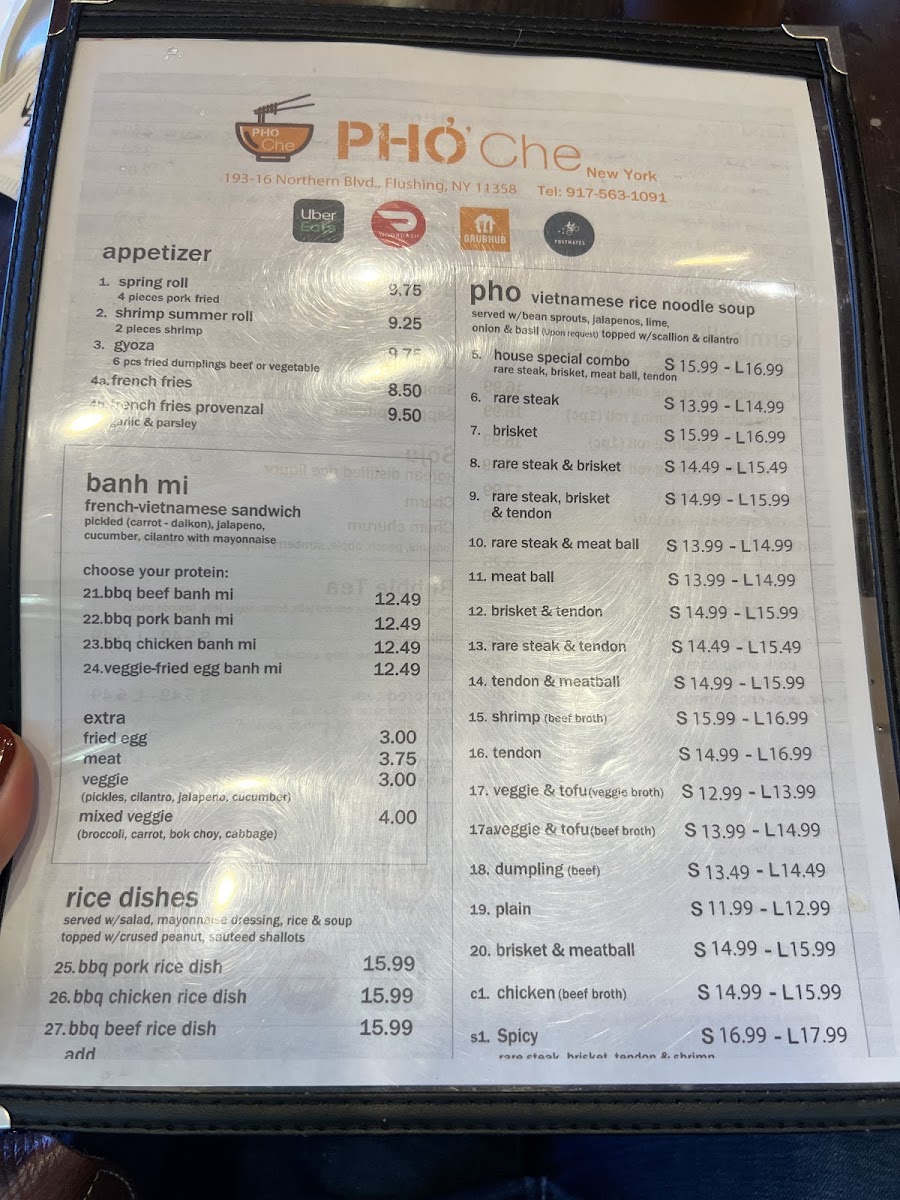 PHO
Che
PHỞ Che
New York
193-16 Northern Blvd., Flushing, NY 11358 Tel: 917-563-1091
Uber
Eats
DOORDASH
GRUBHUB
POSTMATES
appetizer
1. spring roll 9.75
4 pieces pork fried
2. shrimp summer roll 9.25
2 pieces shrimp
3. gyoza 9.75
6 pcs fried dumplings beef or vegetable
4a. french fries 8.50
french fries provenzal 9.50
garlic & parsley
banh mi
french-vietnamese sandwich
pickled (carrot - daikon), jalapeno,
cucumber, cilantro with mayonnaise
choose your protein:
21.bbq beef banh mi 12.49
22.bbq pork banh mi 12.49
23.bbq chicken banh mi 12.49
24.veggie-fried egg banh mi 12.49
extra
fried egg 3.00
meat 3.75
veggie 3.00
(pickles, cilantro, jalapeno, cucumber)
mixed veggie 4.00
(broccoli, carrot, bok choy, cabbage)
rice dishes
served w/salad, mayonnaise dressing, rice & soup
topped w/crused peanut, sauteed shallots
25. bbq pork rice dish 15.99
26. bbq chicken rice dish 15.99
27. bbq beef rice dish 15.99
add
pho vietnamese rice noodle soup
served w/bean sprouts, jalapenos, lime,
onion & basil (Upon request) topped w/scallion & cilantro
5. house special combo S 15.99 - L16.99
rare steak, brisket, meat ball, tendon
6. rare steak S 13.99 - L14.99
7. brisket S 15.99 - L16.99
8. rare steak & brisket S 14.49 - L15.49
9. rare steak, brisket S 14.99 - L15.99
& tendon
10. rare steak & meat ball S 13.99 - L14.99
11. meat ball S 13.99 - L14.99
12. brisket & tendon S 14.99 - L15.99
13. rare steak & tendon S 14.49 - L15.49
14. tendon & meatball S 14.99 - L15.99
15. shrimp (beef broth) S 15.99 - L16.99
16. tendon S 14.99 - L16.99
17. veggie & tofu(veggie broth) S 12.99 - L13.99
17aveggie & tofu(beef broth) S 13.99 - L14.99
18. dumpling (beef) S 13.49 - L14.49
19. plain S 11.99 - L12.99
20. brisket & meatball S 14.99 - L15.99
c1. chicken (beef broth) S 14.99 - L15.99
s1. Spicy S 16.99 - L17.99
rare steak, brisket, tendon & shrimp